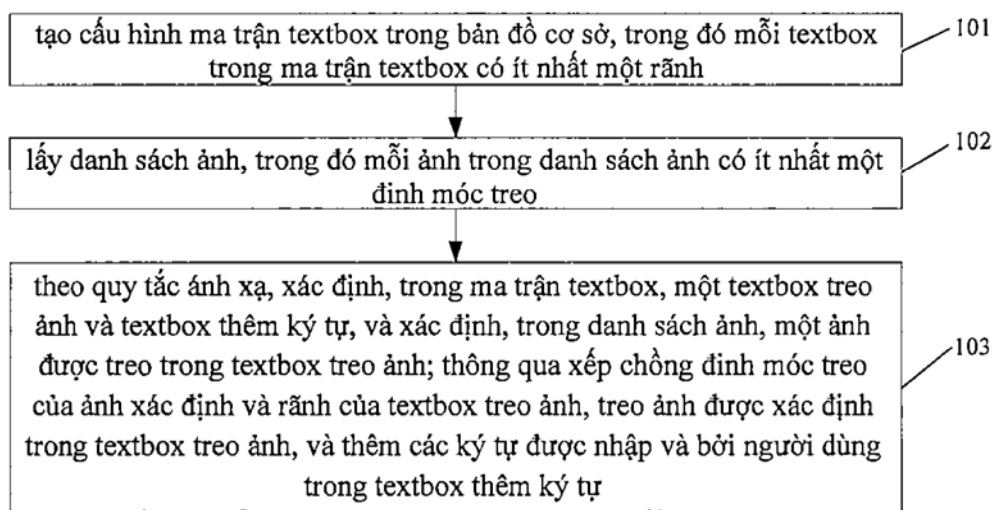 tạo cấu hình ma trận textbox trong bản đồ cơ sở, trong đó mỗi textbox
trong ma trận textbox có ít nhất một rãnh
101
lấy danh sách ảnh, trong đó mỗi ảnh trong danh sách ảnh có ít nhất một
đinh móc treo
102
theo quy tắc ánh xạ, xác định, trong ma trận textbox, một textbox treo
ảnh và textbox thêm ký tự, và xác định, trong danh sách ảnh, một ảnh
được treo trong textbox treo ảnh; thông qua xếp chồng đinh móc treo
của ảnh xác định và rãnh của textbox treo ảnh, treo ảnh được xác định
trong textbox treo ảnh, và thêm các ký tự được nhập và bởi người dùng
trong textbox thêm ký tự
103